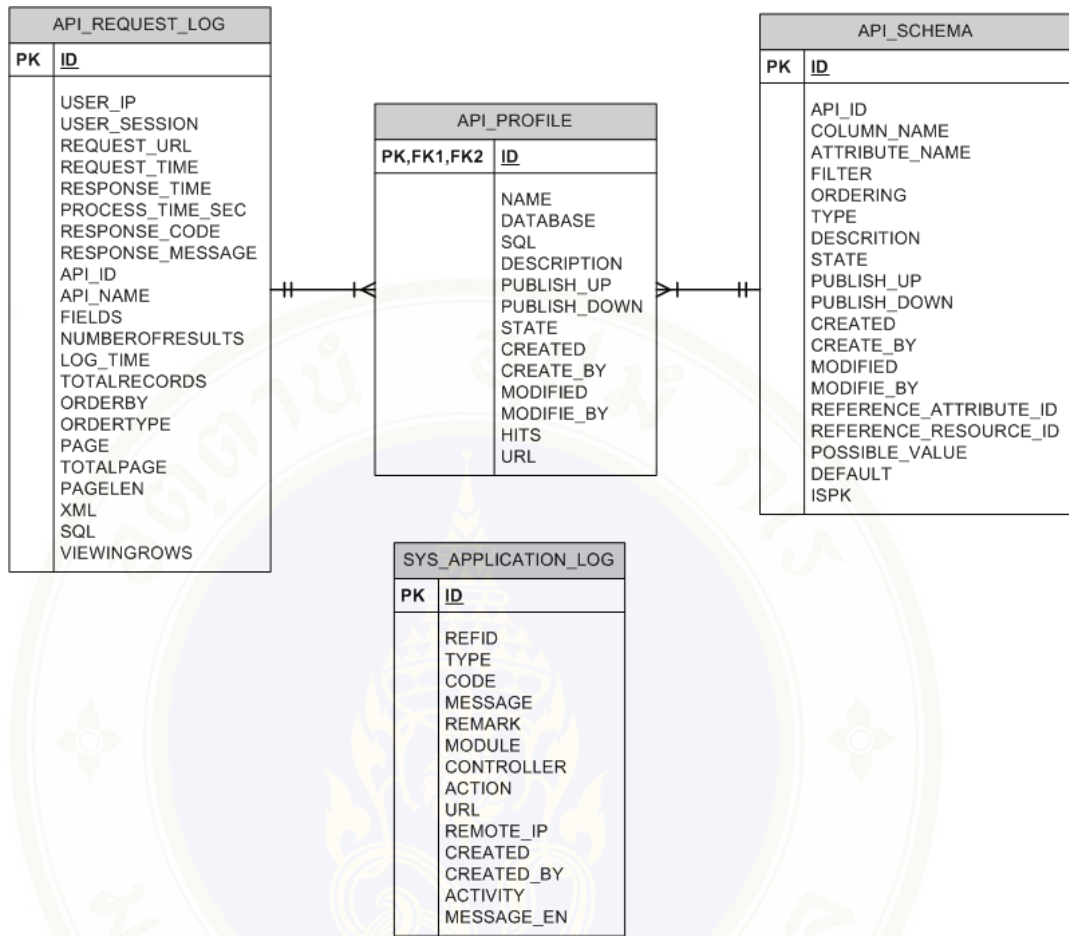 API_REQUEST_LOG
PK ID
USER_IP
USER_SESSION
REQUEST_URL
REQUEST_TIME
RESPONSE_TIME
PROCESS_TIME_SEC
RESPONSE_CODE
RESPONSE_MESSAGE
API_ID
API_NAME
FIELDS
NUMBEROFRESULTS
LOG_TIME
TOTALRECORDS
ORDERBY
ORDERTYPE
PAGE
TOTALPAGE
PAGELEN
XML
SQL
VIEWINGROWS
API_PROFILE
PK,FK1,FK2 ID
NAME
DATABASE
SQL
DESCRIPTION
PUBLISH_UP
PUBLISH_DOWN
STATE
CREATED
CREATE_BY
MODIFIED
MODIFIE_BY
HITS
URL
API_SCHEMA
PK ID
API_ID
COLUMN_NAME
ATTRIBUTE_NAME
FILTER
ORDERING
TYPE
DESCRITION
STATE
PUBLISH_UP
PUBLISH_DOWN
CREATED
CREATE_BY
MODIFIED
MODIFIE_BY
REFERENCE_ATTRIBUTE_ID
REFERENCE_RESOURCE_ID
POSSIBLE_VALUE
DEFAULT
ISPK
SYS_APPLICATION_LOG
PK ID
REFID
TYPE
CODE
MESSAGE
REMARK
MODULE
CONTROLLER
ACTION
URL
REMOTE_IP
CREATED
CREATED_BY
ACTIVITY
MESSAGE_EN